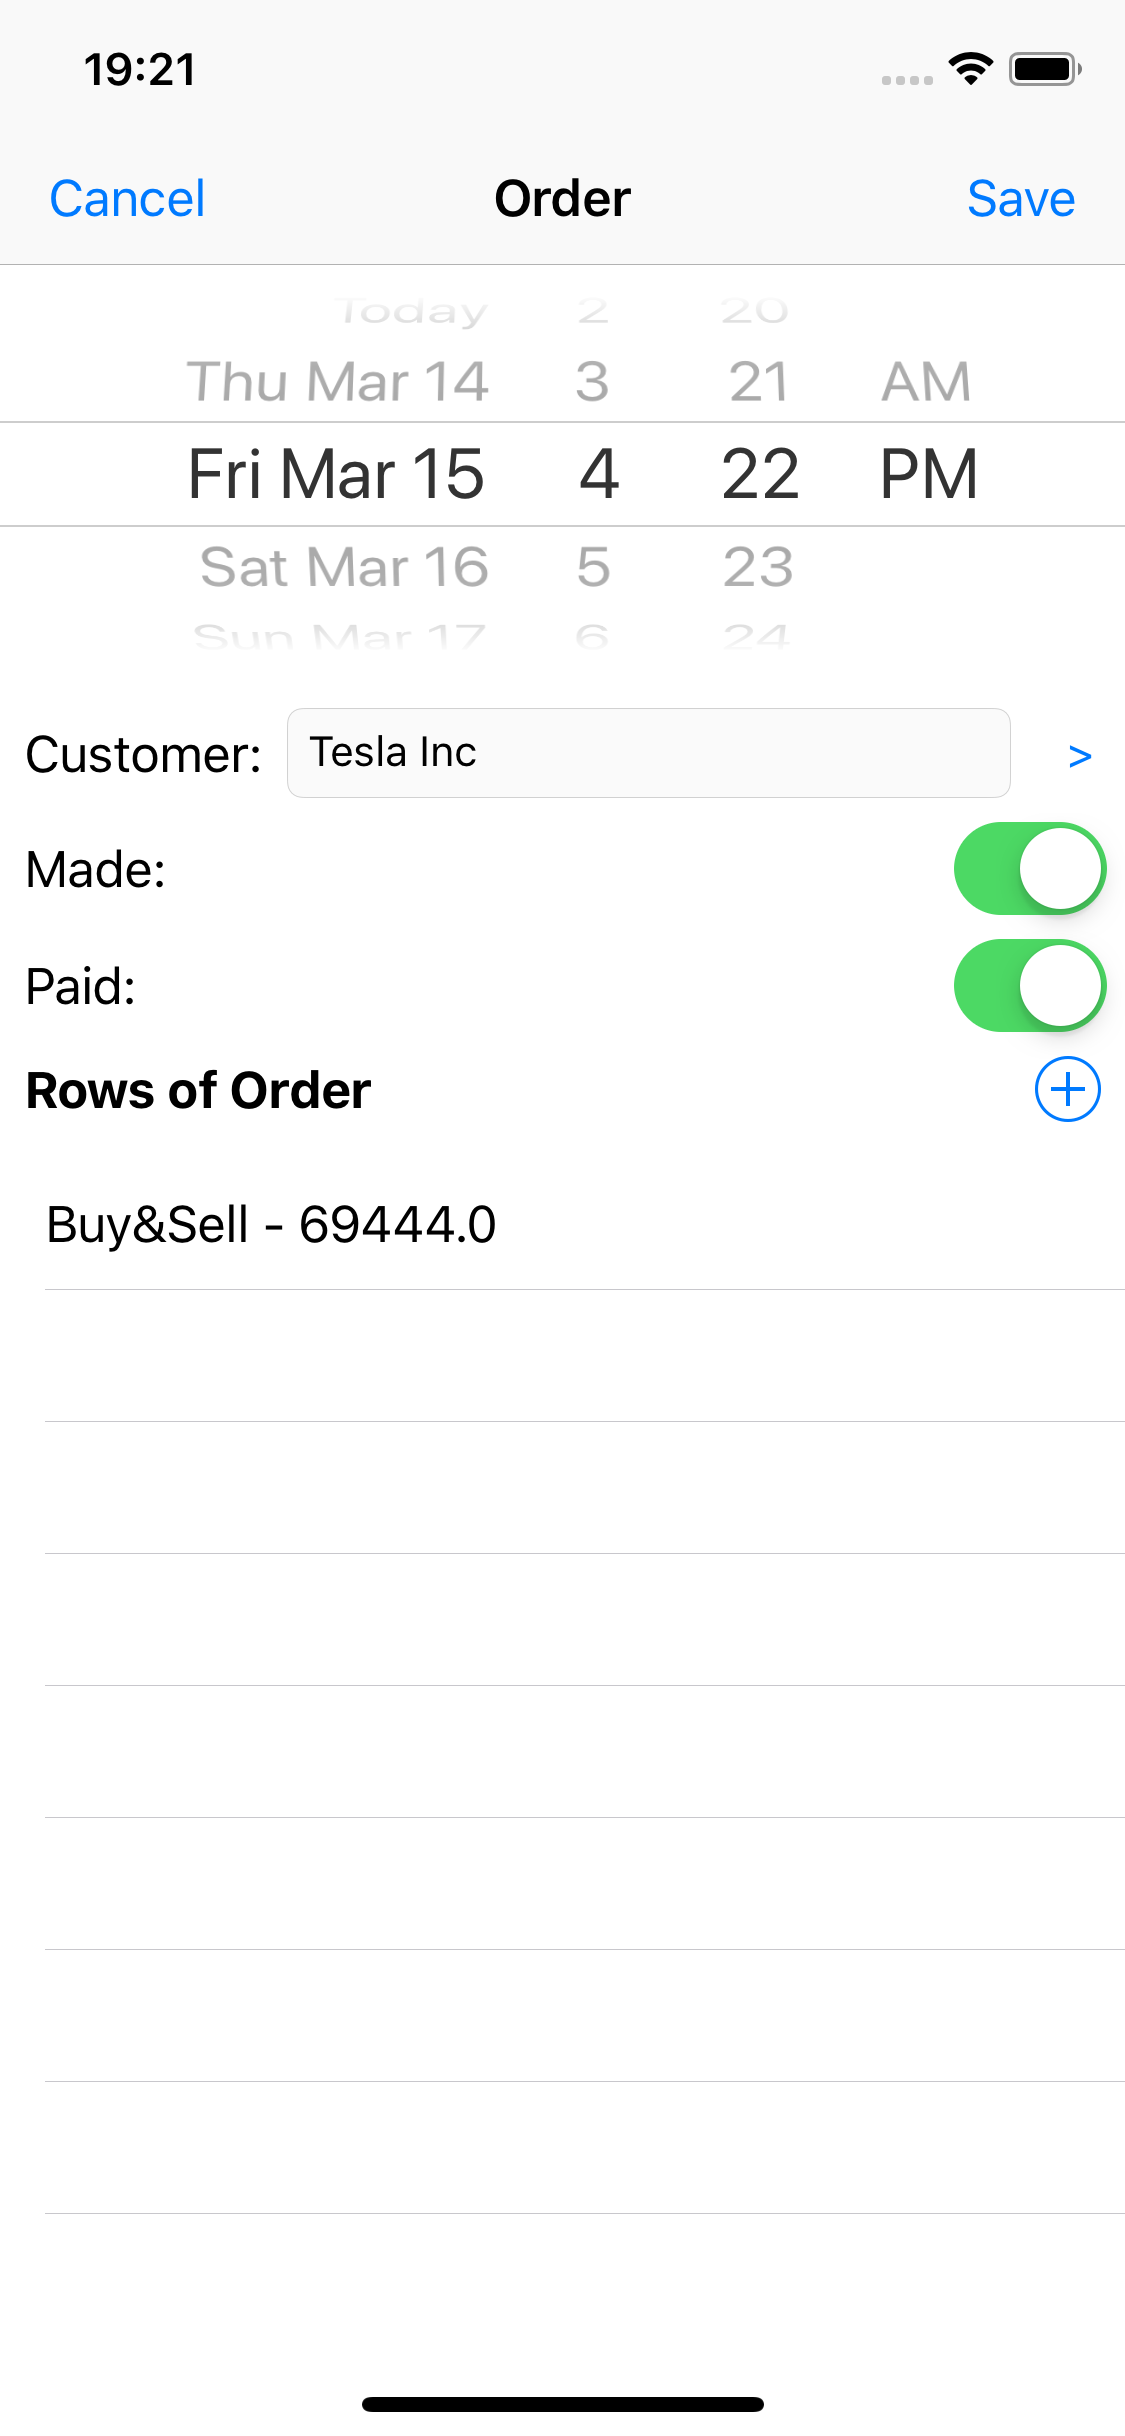 19:21
Cancel Order Save
Today 2 20
Thu Mar 14 3 21 AM
Fri Mar 15 4 22 PM
Sat Mar 16 5 23
Sun Mar 17 6 24
Customer: Tesla Inc >
Made:
Paid:
Rows of Order
Buy&Sell - 69444.0